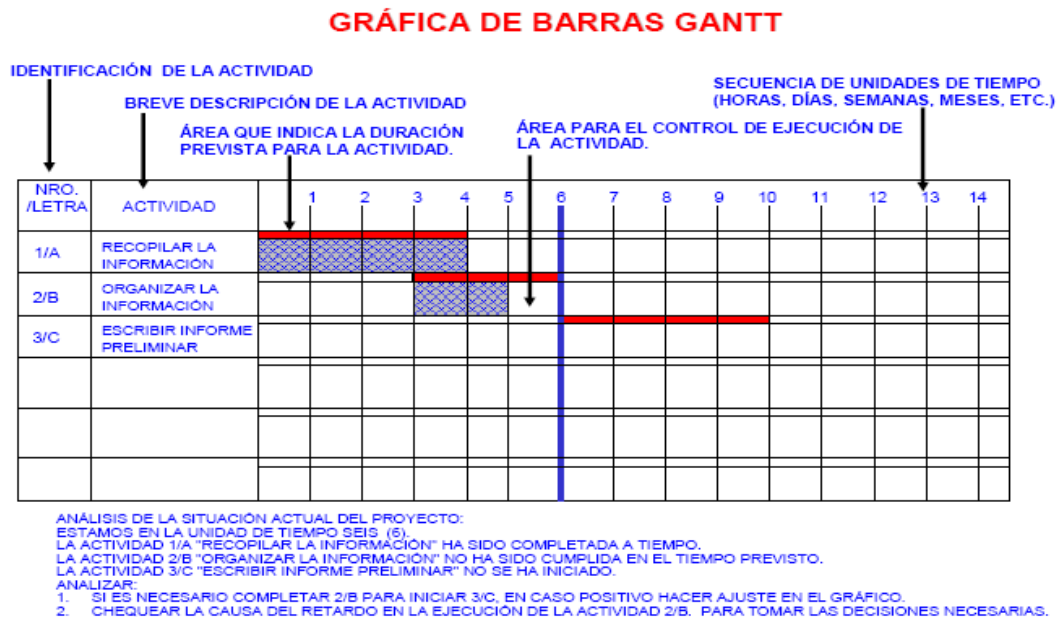 GRÁFICA DE BARRAS GANTT
IDENTIFICACIÓN DE LA ACTIVIDAD
BREVE DESCRIPCIÓN DE LA ACTIVIDAD
ÁREA QUE INDICA LA DURACIÓN
PREVISTA PARA LA ACTIVIDAD.
ÁREA PARA EL CONTROL DE EJECUCIÓN DE
LA ACTIVIDAD.
SECUENCIA DE UNIDADES DE TIEMPO
(HORAS, DÍAS, SEMANAS, MESES, ETC.)
NRO.
/LETRA
ACTIVIDAD
1 2 3 4 5 6 7 8 9 10 11 12 13 14
1/A
RECOPILAR LA
INFORMACIÓN
2/B
ORGANIZAR LA
INFORMACIÓN
3/C
ESCRIBIR INFORME
PRELIMINAR
ANÁLISIS DE LA SITUACIÓN ACTUAL DEL PROYECTO:
ESTAMOS EN LA UNIDAD DE TIEMPO SEIS (6).
LA ACTIVIDAD 1/A "RECOPILAR LA INFORMACIÓN" HA SIDO COMPLETADA A TIEMPO.
LA ACTIVIDAD 2/B "ORGANIZAR LA INFORMACIÓN" NO HA SIDO CUMPLIDA EN EL TIEMPO PREVISTO.
LA ACTIVIDAD 3/C "ESCRIBIR INFORME PRELIMINAR" NO SE HA INICIADO.
ANALIZAR:
1. SI ES NECESARIO COMPLETAR 2/B PARA INICIAR 3/C, EN CASO POSITIVO HACER AJUSTE EN EL GRÁFICO.
2. CHEQUEAR LA CAUSA DEL RETARDO EN LA EJECUCIÓN DE LA ACTIVIDAD 2/B. PARA TOMAR LAS DECISIONES NECESARIAS.